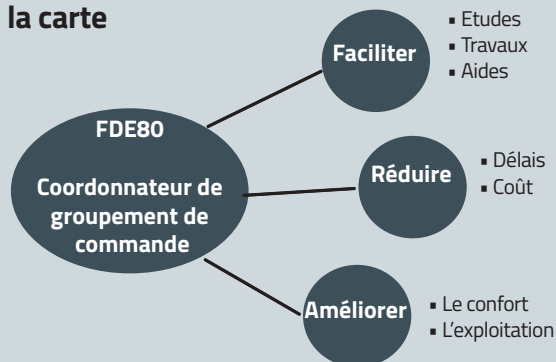 la carte
FDE80
Coordonnateur de
groupement de
commande
Faciliter
▪ Etudes
▪ Travaux
▪ Aides
Réduire
▪ Délais
▪ Coût
Améliorer
▪ Le confort
▪ L'exploitation